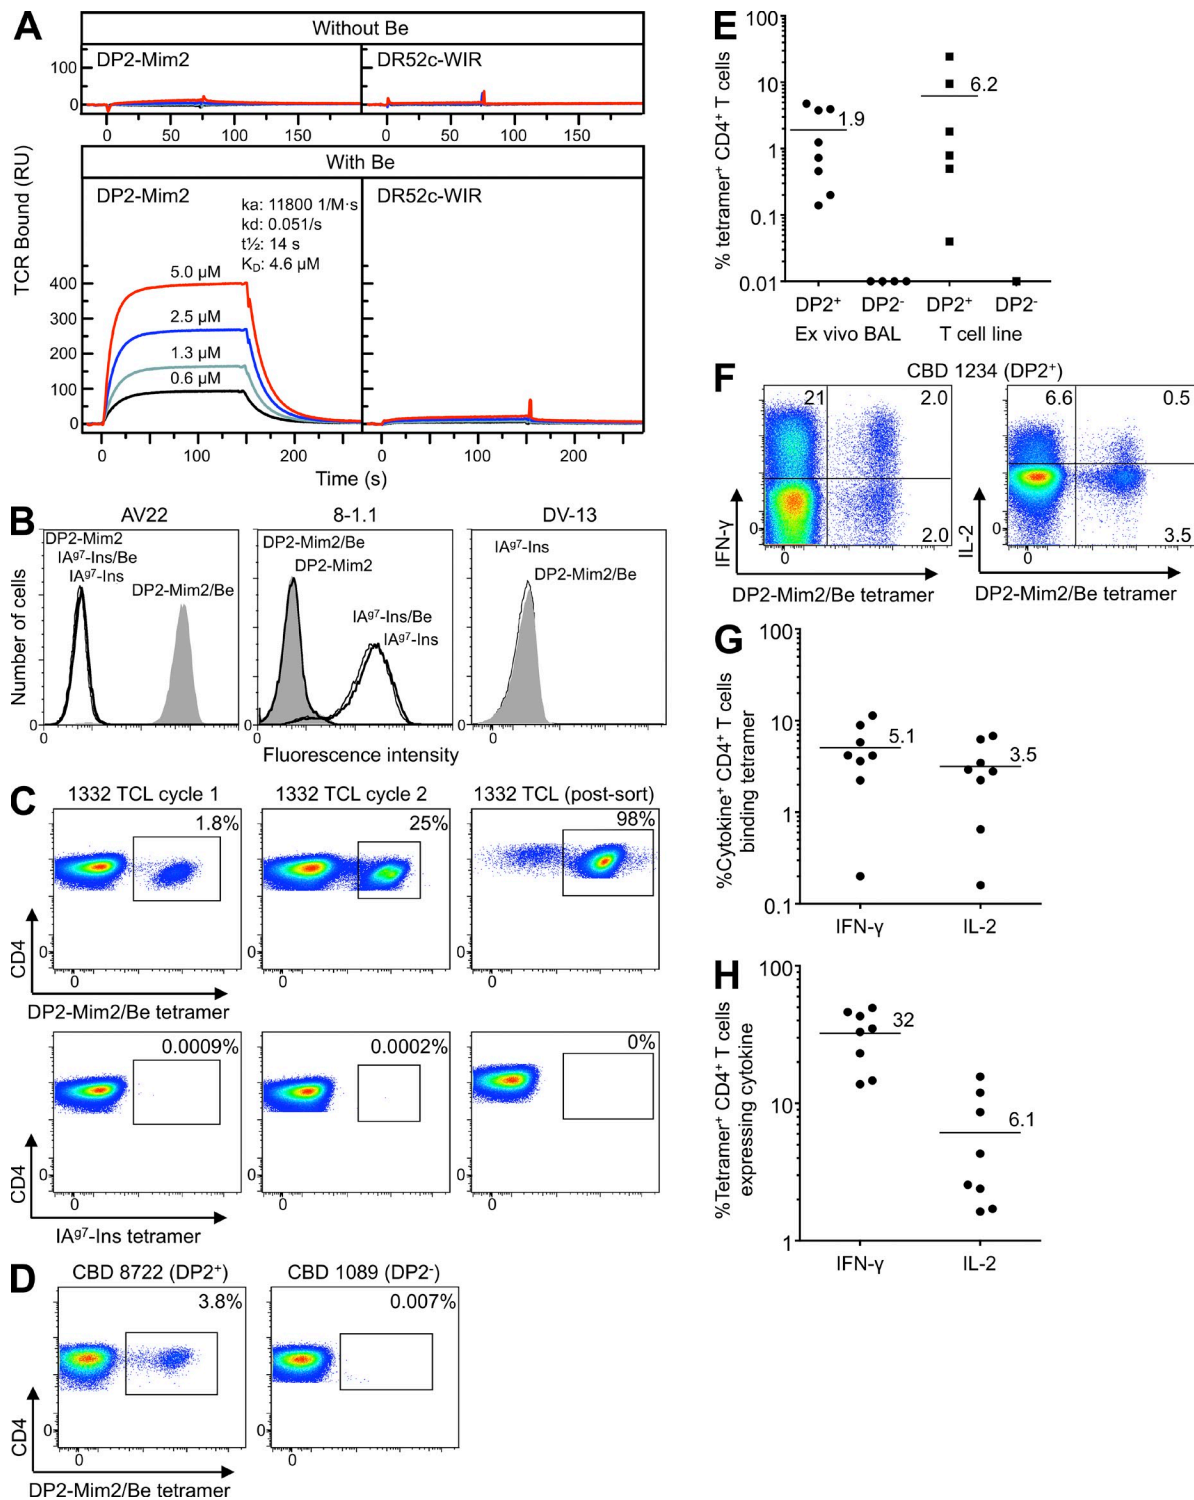 A
Without Be
DP2-Mim2
DR52c-WIR
100
0
0 50 100 150
0 50 100 150
With Be
DP2-Mim2
DR52c-WIR
ka: 11800 1/M·s
kd: 0.051/s
t½: 14 s
KD: 4.6 µM
TCR Bound (RU)
400
300
200
100
0
5.0 µM
2.5 µM
1.3 µM
0.6 µM
0 100 200
0 100 200
Time (s)
B
AV22
8-1.1
DV-13
DP2-Mim2
IAg7-Ins/Be
IAg7-Ins
DP2-Mim2/Be
DP2-Mim2/Be
DP2-Mim2
IAg7-Ins/Be
IAg7-Ins
IAg7-Ins
DP2-Mim2/Be
Number of cells
0
0
0
0
Fluorescence intensity
C
1332 TCL cycle 1
1332 TCL cycle 2
1332 TCL (post-sort)
1.8%
25%
98%
CD4
0
0
0
0
0
0
DP2-Mim2/Be tetramer
0.0009%
0.0002%
0%
CD4
0
0
0
0
0
0
IAg7-Ins tetramer
D
CBD 8722 (DP2+)
CBD 1089 (DP2-)
3.8%
0.007%
CD4
0
0
0
0
DP2-Mim2/Be tetramer
E
% tetramer+ CD4+ T cells
100
10
1
0.1
0.01
1.9
6.2
DP2+ DP2- DP2+ DP2-
Ex vivo BAL T cell line
F
CBD 1234 (DP2+)
21
2.0
2.0
IFN-γ
0
0
DP2-Mim2/Be tetramer
6.6
0.5
3.5
IL-2
0
0
DP2-Mim2/Be tetramer
G
%Cytokine+ CD4+ T cells
binding tetramer
100
10
1
0.1
5.1
3.5
IFN-γ IL-2
H
%Tetramer+ CD4+ T cells
expressing cytokine
100
10
1
32
6.1
IFN-γ IL-2